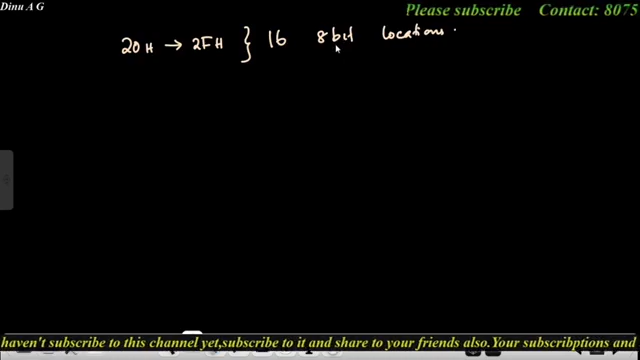 Dinu A G
Please subscribe Contact: 8075
20H → 2FH } 16 8bit locations.
haven't subscribe to this channel yet,subscribe to it and share to your friends also.Your subscribptions and